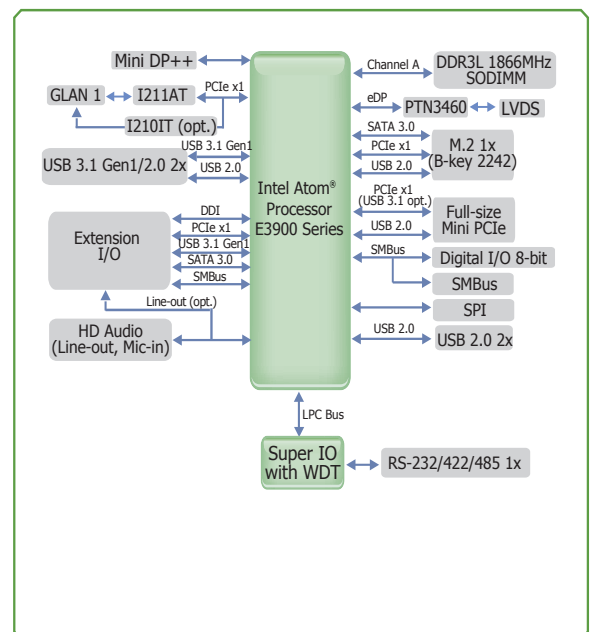 Mini DP++
GLAN 1
I211AT
PCIe x1
I210IT (opt.)
USB 3.1 Gen1/2.0 2x
USB 3.1 Gen1
USB 2.0
Extension
I/O
DDI
PCIe x1
USB 3.1 Gen1
SATA 3.0
SMBus
Line-out (opt.)
HD Audio
(Line-out, Mic-in)
Intel Atom®
Processor
E3900 Series
Channel A
DDR3L 1866MHz
SODIMM
eDP
PTN3460
LVDS
SATA 3.0
PCIe x1
USB 2.0
M.2 1x
(B-key 2242)
PCIe x1
(USB 3.1 opt.)
USB 2.0
Full-size
Mini PCIe
SMBus
Digital I/O 8-bit
SMBus
SPI
USB 2.0
USB 2.0 2x
LPC Bus
Super IO
with WDT
RS-232/422/485 1x